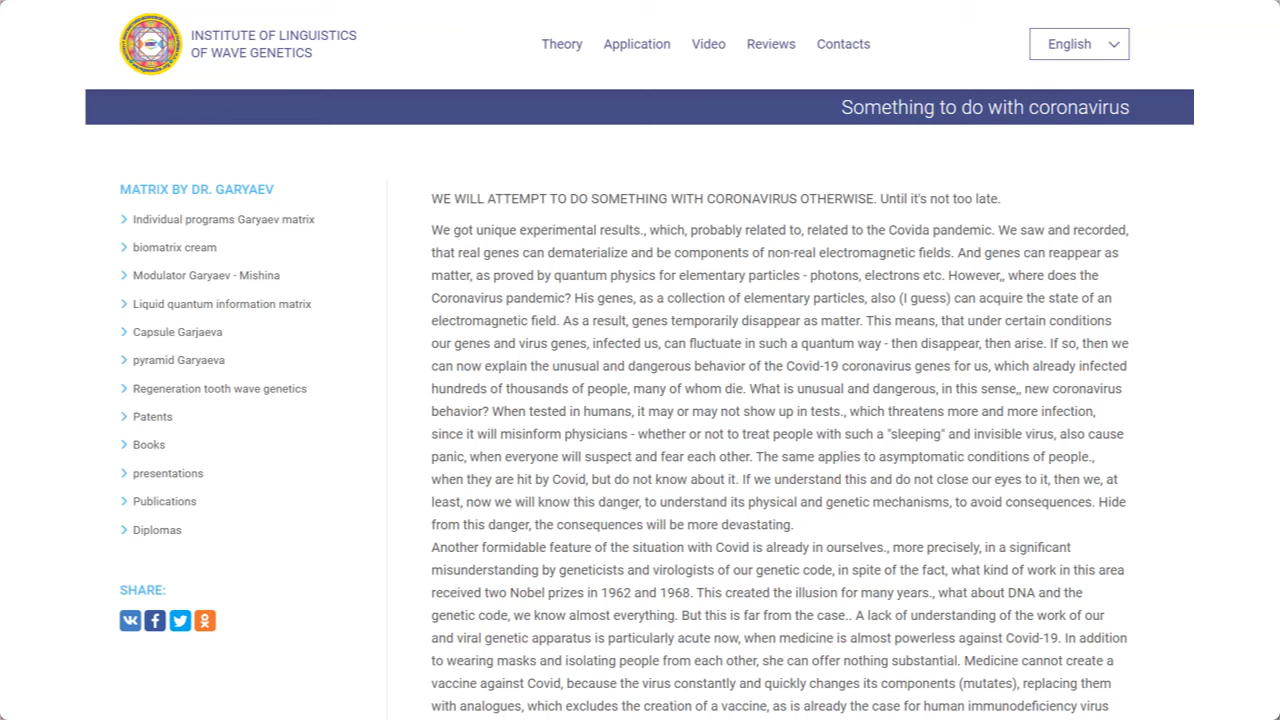 INSTITUTE OF LINGUISTICS
OF WAVE GENETICS
Theory
Application
Video
Reviews
Contacts
English
Something to do with coronavirus
MATRIX BY DR. GARYAEV
Individual programs Garyaev matrix
biomatrix cream
Modulator Garyaev - Mishina
Liquid quantum information matrix
Capsule Garjaeva
pyramid Garyaeva
Regeneration tooth wave genetics
Patents
Books
presentations
Publications
Diplomas
SHARE:
WE WILL ATTEMPT TO DO SOMETHING WITH CORONAVIRUS OTHERWISE. Until it's not too late.
We got unique experimental results., which, probably related to, related to the Covida pandemic. We saw and recorded,
that real genes can dematerialize and be components of non-real electromagnetic fields. And genes can reappear as
matter, as proved by quantum physics for elementary particles - photons, electrons etc. However,, where does the
Coronavirus pandemic? His genes, as a collection of elementary particles, also (I guess) can acquire the state of an
electromagnetic field. As a result, genes temporarily disappear as matter. This means, that under certain conditions
our genes and virus genes, infected us, can fluctuate in such a quantum way - then disappear, then arise. If so, then we
can now explain the unusual and dangerous behavior of the Covid-19 coronavirus genes for us, which already infected
hundreds of thousands of people, many of whom die. What is unusual and dangerous, in this sense,, new coronavirus
behavior? When tested in humans, it may or may not show up in tests., which threatens more and more infection,
since it will misinform physicians - whether or not to treat people with such a "sleeping" and invisible virus, also cause
panic, when everyone will suspect and fear each other. The same applies to asymptomatic conditions of people.,
when they are hit by Covid, but do not know about it. If we understand this and do not close our eyes to it, then we, at
least, now we will know this danger, to understand its physical and genetic mechanisms, to avoid consequences. Hide
from this danger, the consequences will be more devastating.
Another formidable feature of the situation with Covid is already in ourselves., more precisely, in a significant
misunderstanding by geneticists and virologists of our genetic code, in spite of the fact, what kind of work in this area
received two Nobel prizes in 1962 and 1968. This created the illusion for many years., what about DNA and the
genetic code, we know almost everything. But this is far from the case.. A lack of understanding of the work of our
and viral genetic apparatus is particularly acute now, when medicine is almost powerless against Covid-19. In addition
to wearing masks and isolating people from each other, she can offer nothing substantial. Medicine cannot create a
vaccine against Covid, because the virus constantly and quickly changes its components (mutates), replacing them
with analogues, which excludes the creation of a vaccine, as is already the case for human immunodeficiency virus